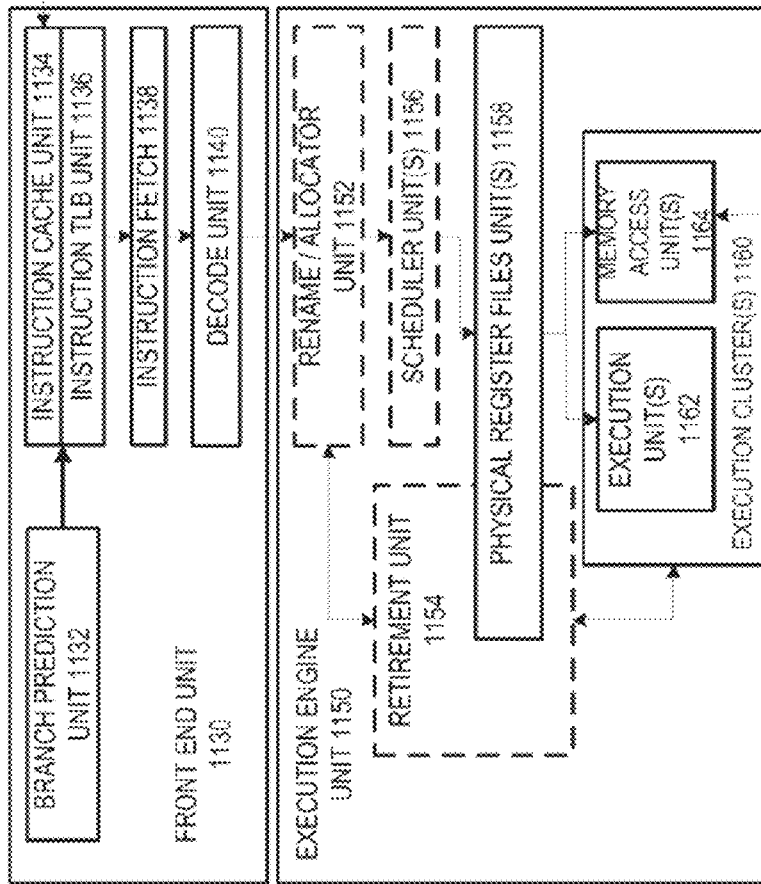 BRANCH PREDICTION
UNIT 1132
INSTRUCTION CACHE UNIT 1134
INSTRUCTION TLB UNIT 1136
INSTRUCTION FETCH 1138
FRONT END UNIT
1130
DECODE UNIT 1140
EXECUTION ENGINE
UNIT 1150
RENAME / ALLOCATOR
UNIT 1152
RETIREMENT UNIT
1154
SCHEDULER UNIT(S) 1156
PHYSICAL REGISTER FILES UNIT(S) 1158
EXECUTION
UNIT(S)
1162
MEMORY
ACCESS
UNIT(S)
1164
EXECUTION CLUSTER(S) 1160